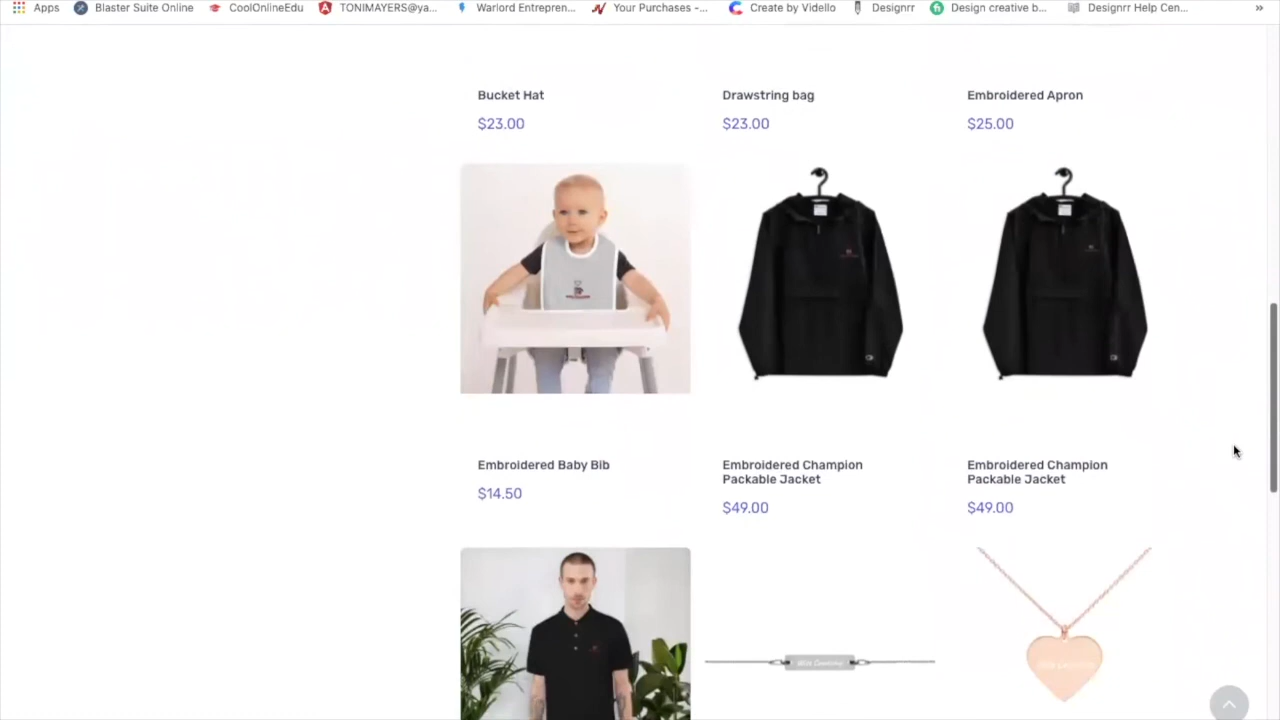 Apps
Blaster Suite Online
CoolOnlineEdu
TONIMAYERS@ya...
Warlord Entrepren...
Your Purchases -...
Create by Vidello
Designrr
Design creative b...
Designrr Help Cen...
»
Bucket Hat
Drawstring bag
Embroidered Apron
$23.00
$23.00
$25.00
Embroidered Baby Bib
Embroidered Champion
Packable Jacket
Embroidered Champion
Packable Jacket
$14.50
$49.00
$49.00